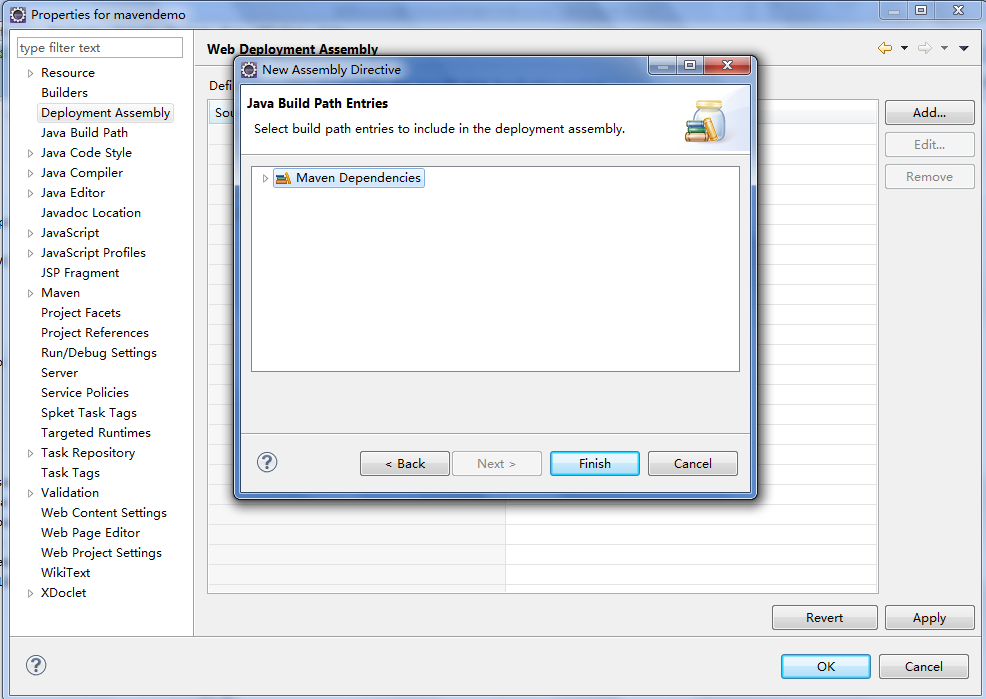 Properties for mavendemo
type filter text
Resource
Builders
Deployment Assembly
Java Build Path
Java Code Style
Java Compiler
Java Editor
Javadoc Location
JavaScript
JavaScript Profiles
JSP Fragment
Maven
Project Facets
Project References
Run/Debug Settings
Server
Service Policies
Spket Task Tags
Targeted Runtimes
Task Repository
Task Tags
Validation
Web Content Settings
Web Page Editor
Web Project Settings
WikiText
XDoclet
Web Deployment Assembly
Defi
Sou
Add...
Edit...
Remove
New Assembly Directive
Java Build Path Entries
Select build path entries to include in the deployment assembly.
Maven Dependencies
< Back
Next >
Finish
Cancel
Revert
Apply
OK
Cancel